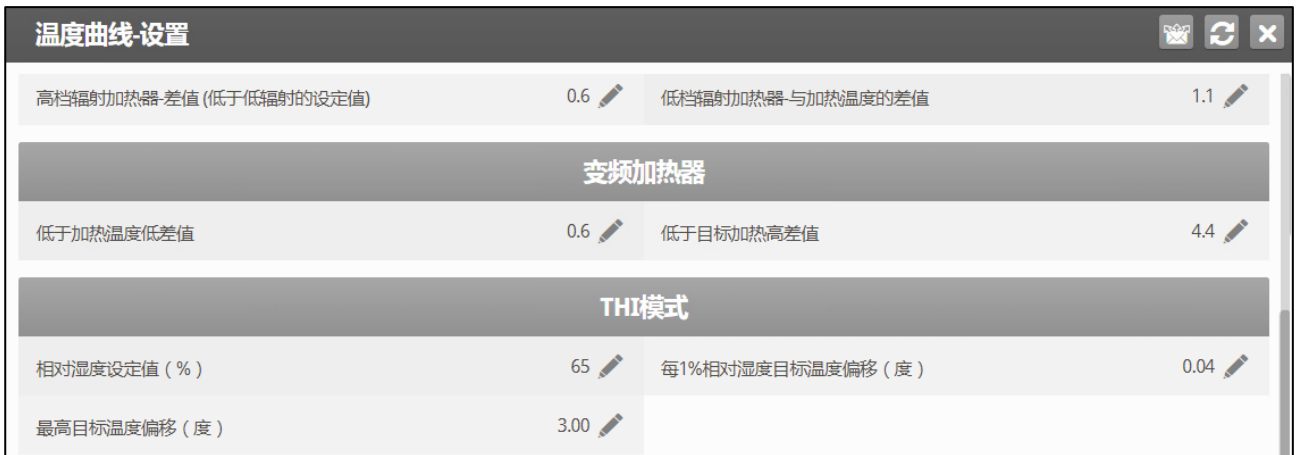 温度曲线-设置
高档辐射加热器-差值 (低于低辐射的设定值) 0.6 低档辐射加热器-与加热温度的差值 1.1
变频加热器
低于加热温度低差值 0.6 低于目标加热高差值 4.4
THI模式
相对湿度设定值（%） 65 每1%相对湿度目标温度偏移（度） 0.04
最高目标温度偏移（度） 3.00